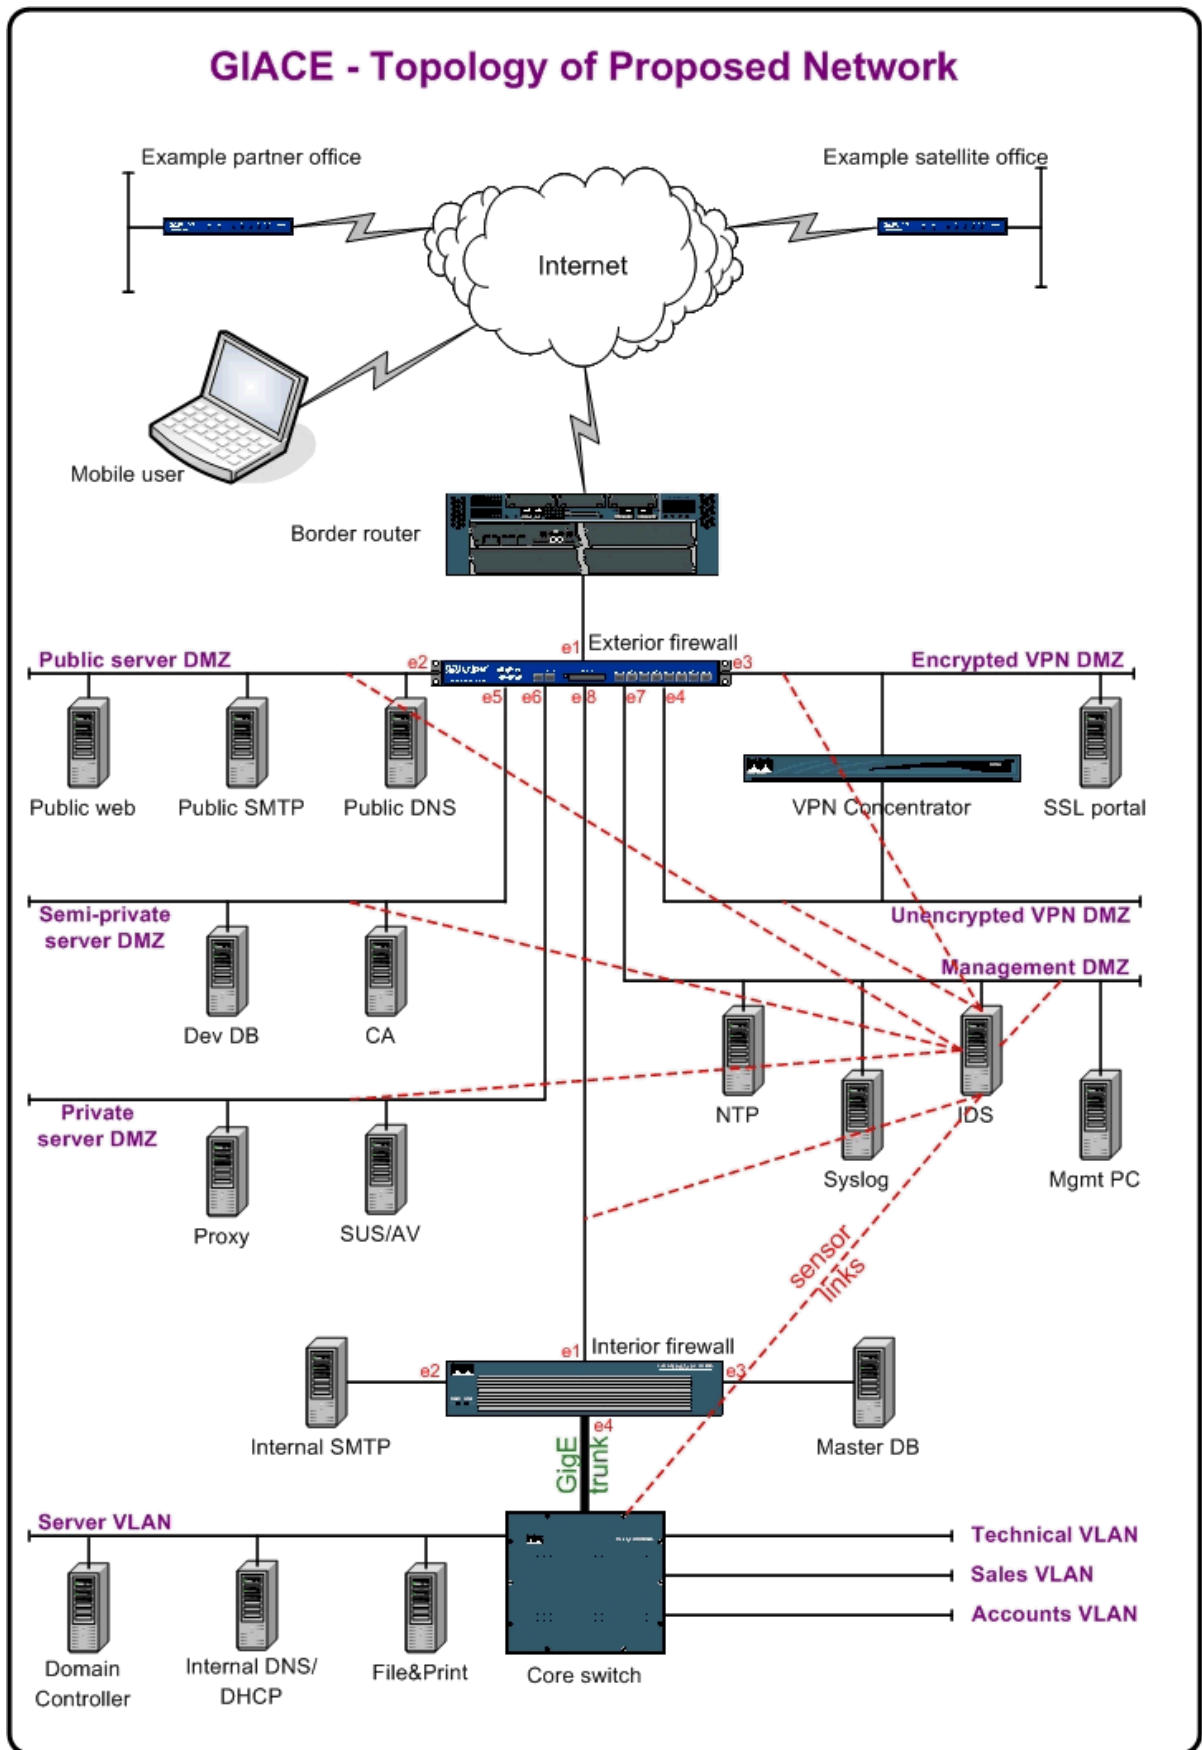 GIACE - Topology of Proposed Network
Example partner office
Example satellite office
Internet
Mobile user
Border router
e1
Exterior firewall
Public server DMZ
e2
e3
Encrypted VPN DMZ
e5
e6
e8
e7
e4
Public web
Public SMTP
Public DNS
VPN Concentrator
SSL portal
Semi-private
server DMZ
Unencrypted VPN DMZ
Management DMZ
Dev DB
CA
NTP
IDS
Private
server DMZ
Syslog
Mgmt PC
Proxy
SUS/AV
sensor
links
e1
Interior firewall
e2
e3
Internal SMTP
e4
Master DB
GigE
trunk
Server VLAN
Technical VLAN
Sales VLAN
Accounts VLAN
Domain
Controller
Internal DNS/
DHCP
File&Print
Core switch